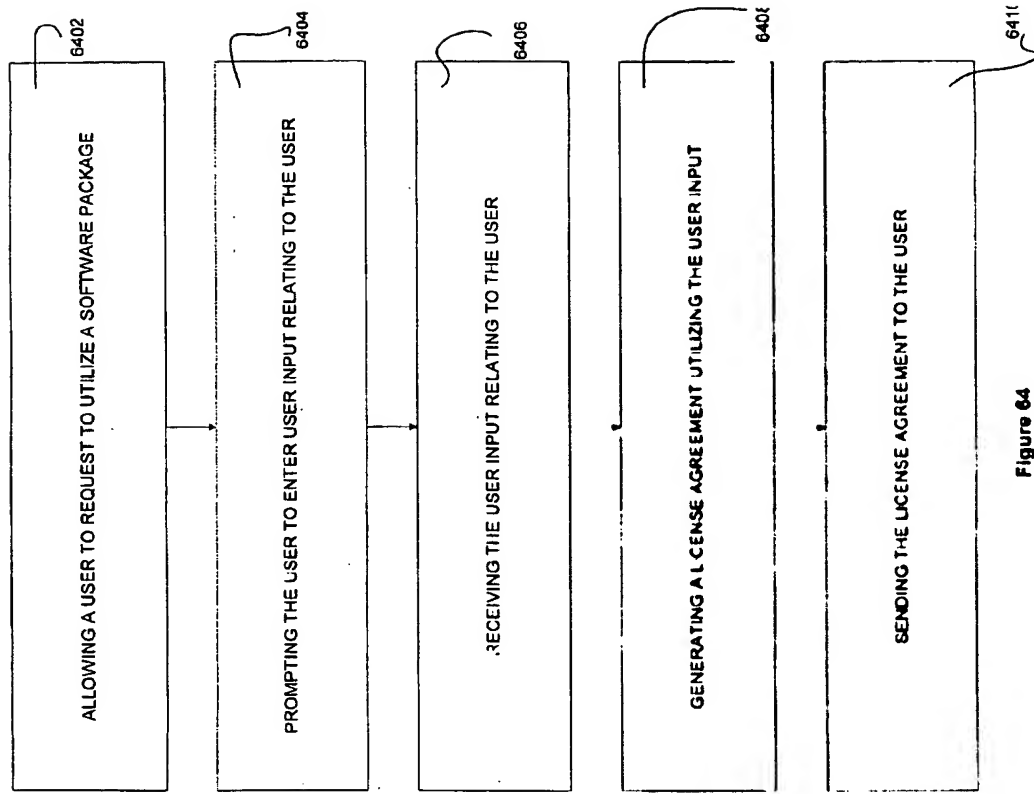 ALLOWING A USER TO REQUEST TO UTILIZE A SOFTWARE PACKAGE
6402
PROMPTING THE USER TO ENTER USER INPUT RELATING TO THE USER
6404
RECEIVING THE USER INPUT RELATING TO THE USER
6406
GENERATING A LICENSE AGREEMENT UTILIZING THE USER INPUT
6408
SENDING THE LICENSE AGREEMENT TO THE USER
6410
Figure 64